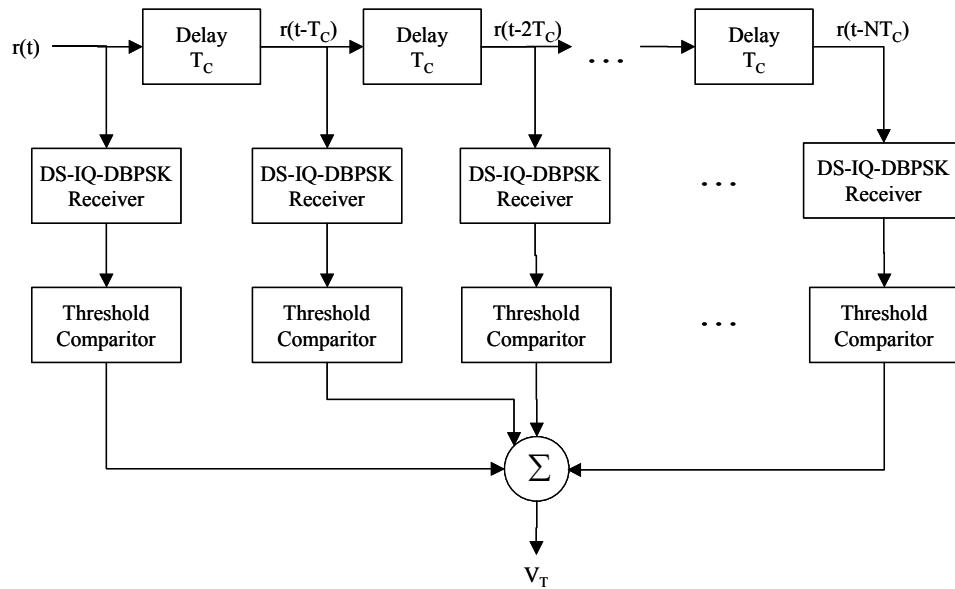 r(t)
Delay
T_C
r(t-T_C)
Delay
T_C
r(t-2T_C)
...
Delay
T_C
r(t-NT_C)
DS-IQ-DBPSK
Receiver
DS-IQ-DBPSK
Receiver
DS-IQ-DBPSK
Receiver
...
DS-IQ-DBPSK
Receiver
Threshold
Comparitor
Threshold
Comparitor
Threshold
Comparitor
...
Threshold
Comparitor
Σ
V_T